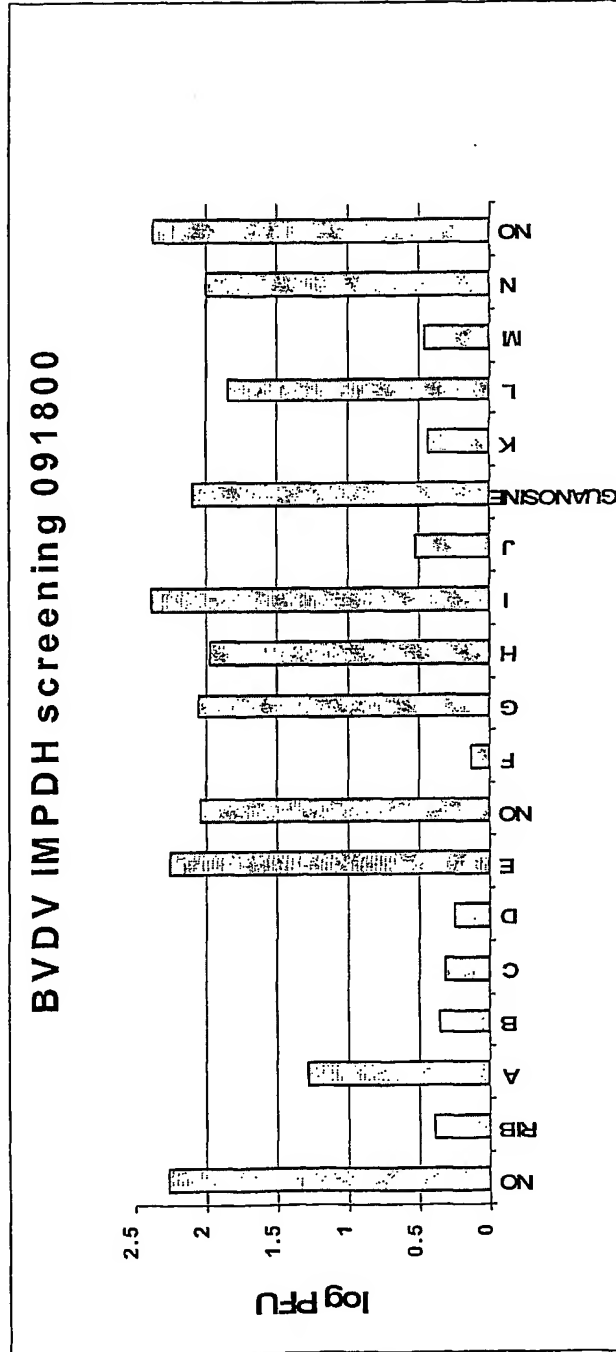 BVDV IMPDH screening 091800
log PFU
2.5
2
1.5
1
0.5
0
NO
RIB
A
B
C
D
E
NO
F
G
H
I
J
GUANOSINE
K
L
M
N
NO